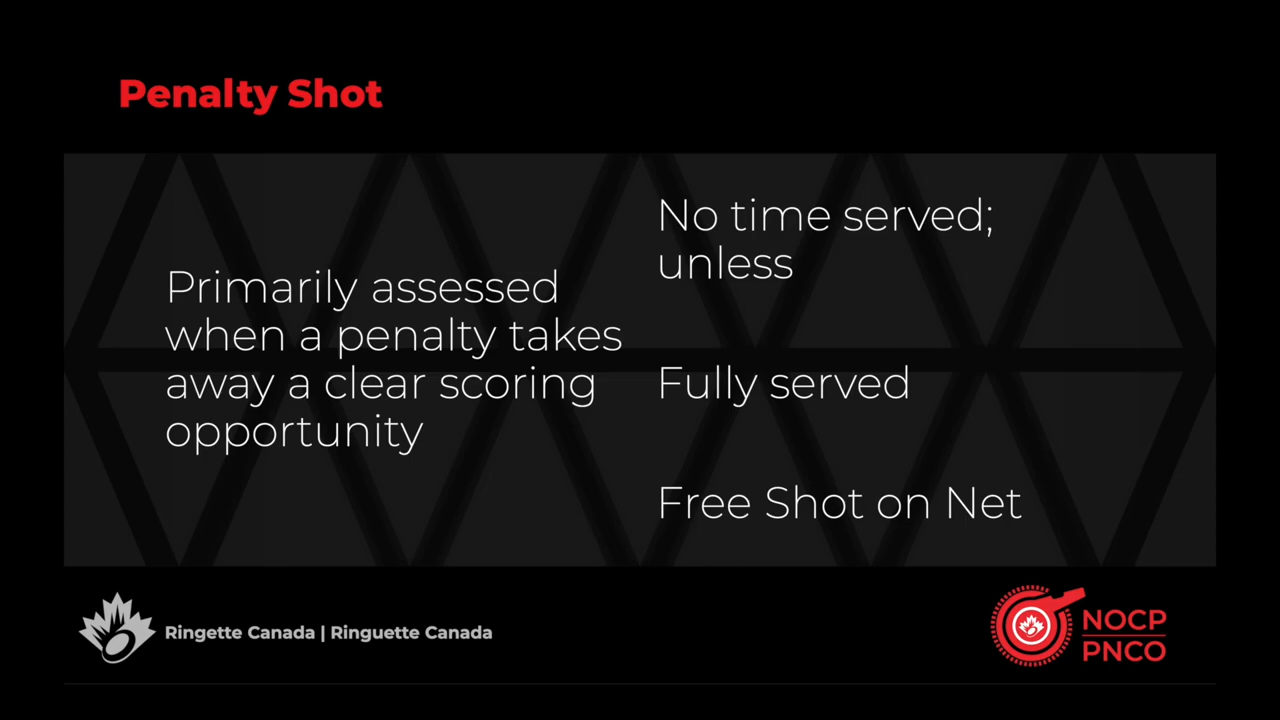 Penalty Shot
Primarily assessed
when a penalty takes
away a clear scoring
opportunity
No time served;
unless
Fully served
Free Shot on Net
Ringette Canada | Ringuette Canada
NOCP
PNCO